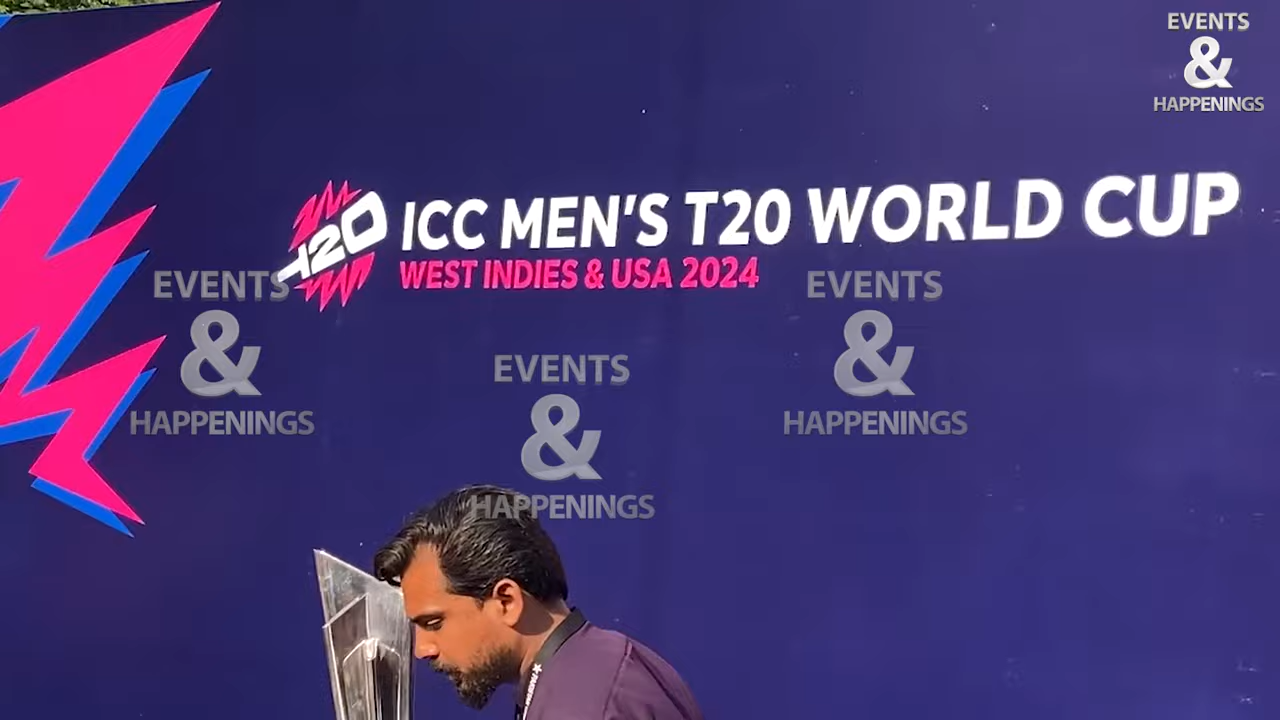 EVENTS
&
HAPPENINGS
T20
ICC MEN'S T20 WORLD CUP
WEST INDIES & USA 2024
EVENTS
&
HAPPENINGS
EVENTS
&
HAPPENINGS
EVENTS
&
HAPPENINGS